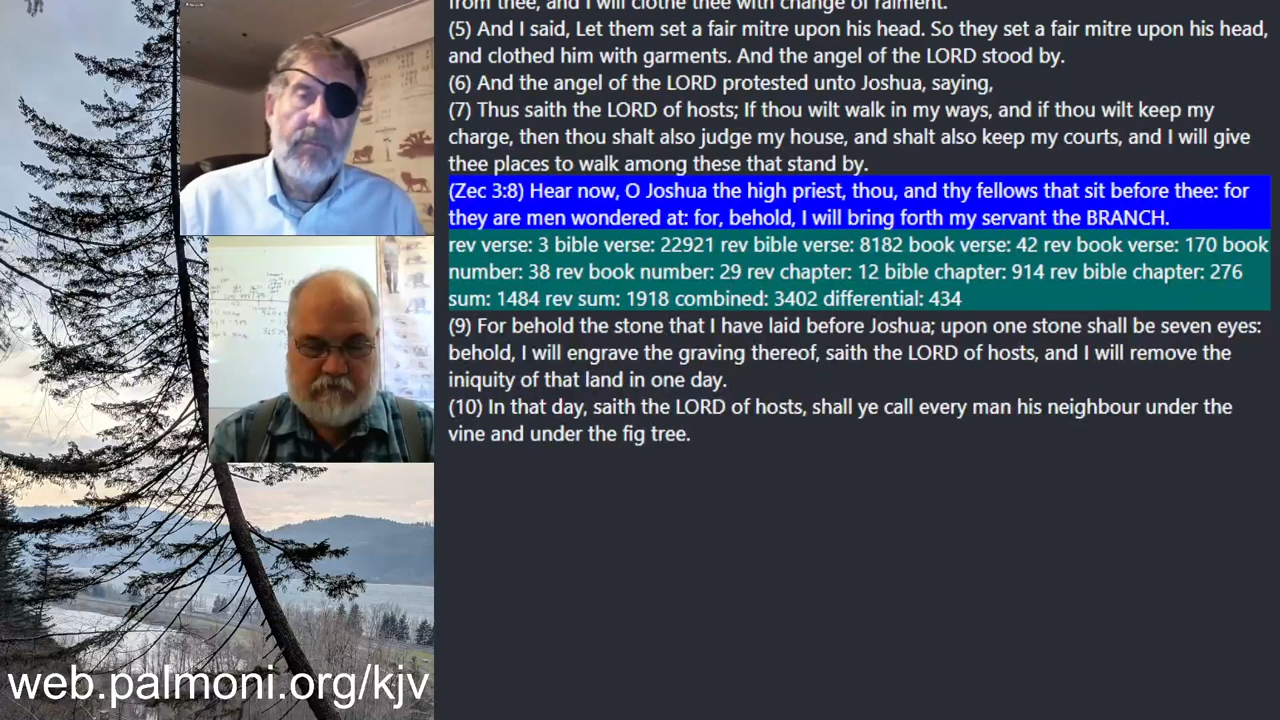 from thee, and I will clothe thee with change of raiment.
(5) And I said, Let them set a fair mitre upon his head. So they set a fair mitre upon his head,
and clothed him with garments. And the angel of the LORD stood by.
(6) And the angel of the LORD protested unto Joshua, saying,
(7) Thus saith the LORD of hosts; If thou wilt walk in my ways, and if thou wilt keep my
charge, then thou shalt also judge my house, and shalt also keep my courts, and I will give
thee places to walk among these that stand by.
(Zec 3:8) Hear now, O Joshua the high priest, thou, and thy fellows that sit before thee: for
they are men wondered at: for, behold, I will bring forth my servant the BRANCH.
rev verse: 3 bible verse: 22921 rev bible verse: 8182 book verse: 42 rev book verse: 170 book
number: 38 rev book number: 29 rev chapter: 12 bible chapter: 914 rev bible chapter: 276
sum: 1484 rev sum: 1918 combined: 3402 differential: 434
(9) For behold the stone that I have laid before Joshua; upon one stone shall be seven eyes:
behold, I will engrave the graving thereof, saith the LORD of hosts, and I will remove the
iniquity of that land in one day.
(10) In that day, saith the LORD of hosts, shall ye call every man his neighbour under the
vine and under the fig tree.
web.palmoni.org/kjv